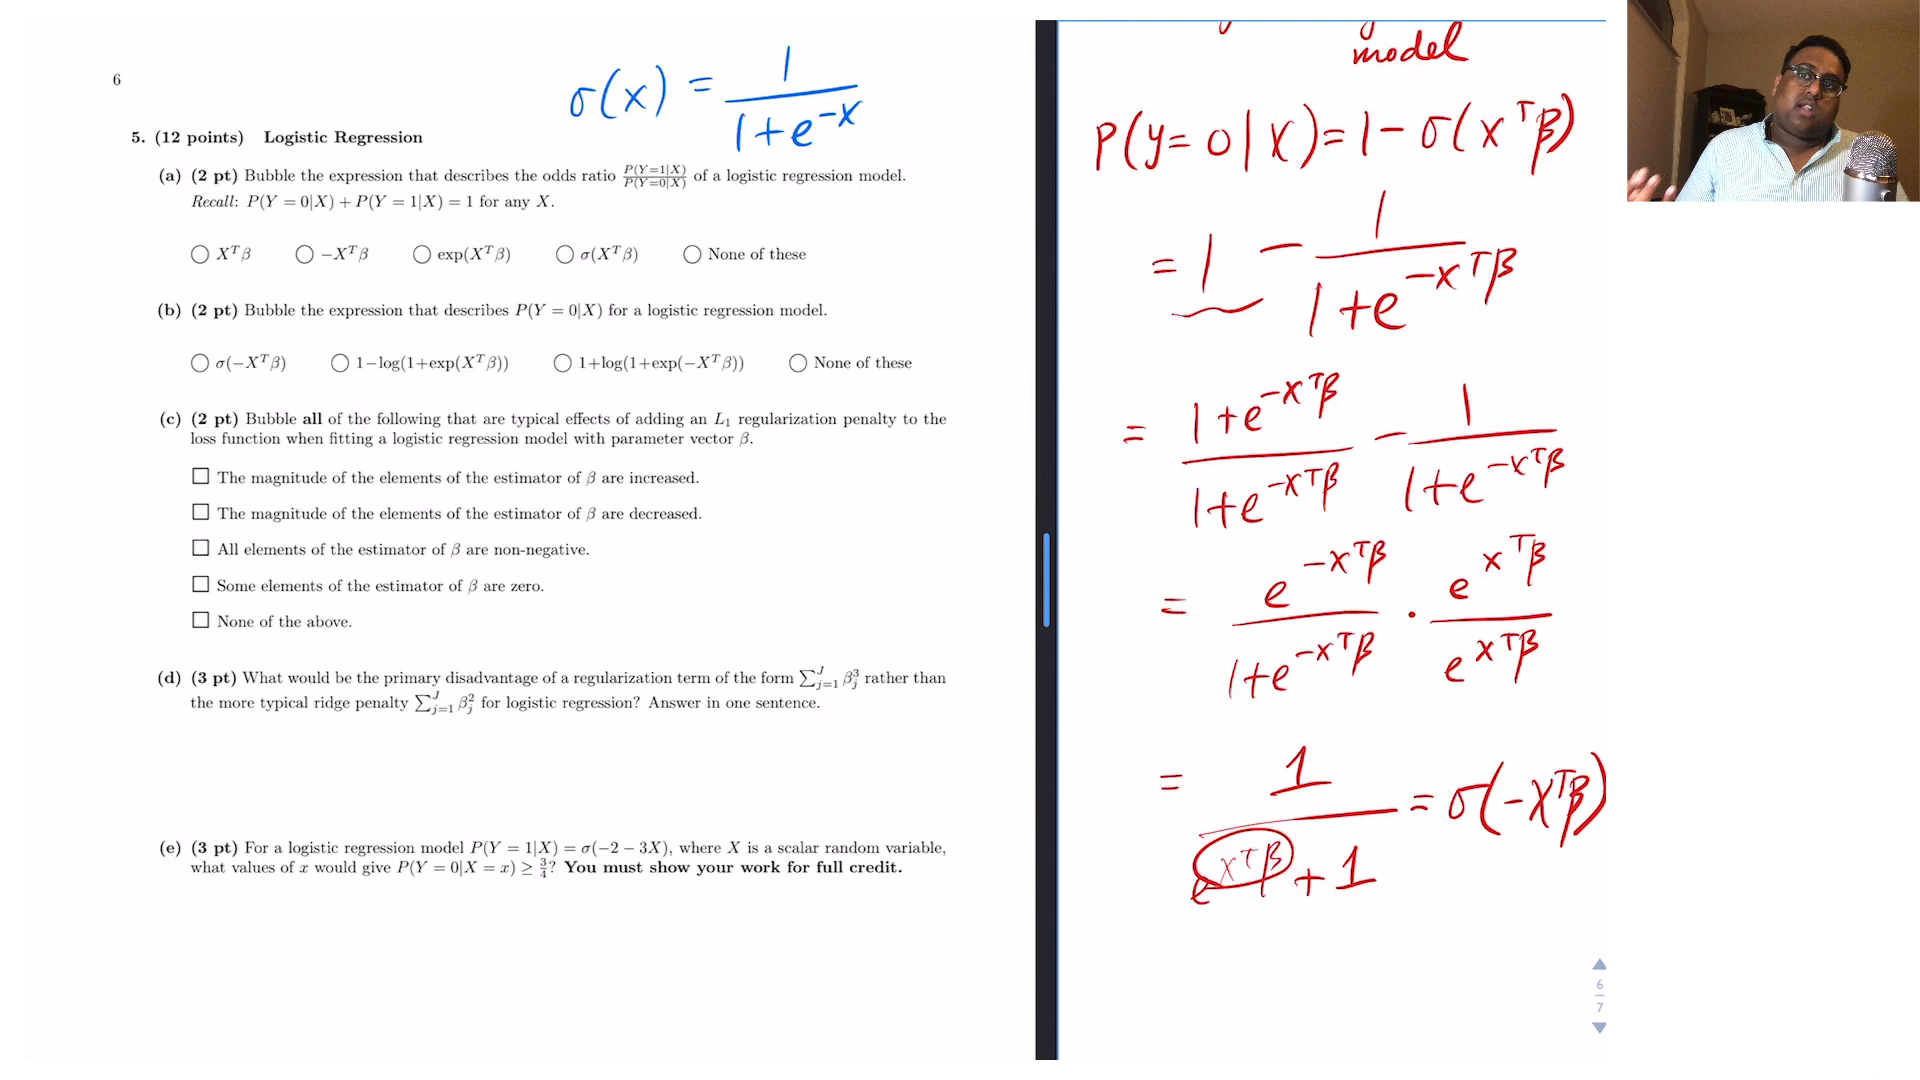 6
σ(x) = 1/(1+e^{-x})
5. (12 points) Logistic Regression
(a) (2 pt) Bubble the expression that describes the odds ratio P(Y=1|X)/P(Y=0|X) of a logistic regression model.
Recall: P(Y = 0|X) + P(Y = 1|X) = 1 for any X.
○ X^T β ○ −X^T β ○ exp(X^T β) ○ σ(X^T β) ○ None of these
(b) (2 pt) Bubble the expression that describes P(Y = 0|X) for a logistic regression model.
○ σ(−X^T β) ○ 1−log(1+exp(X^T β)) ○ 1+log(1+exp(−X^T β)) ○ None of these
(c) (2 pt) Bubble all of the following that are typical effects of adding an L_1 regularization penalty to the
loss function when fitting a logistic regression model with parameter vector β.
□ The magnitude of the elements of the estimator of β are increased.
□ The magnitude of the elements of the estimator of β are decreased.
□ All elements of the estimator of β are non-negative.
□ Some elements of the estimator of β are zero.
□ None of the above.
(d) (3 pt) What would be the primary disadvantage of a regularization term of the form ∑_{j=1}^J β_j^3 rather than
the more typical ridge penalty ∑_{j=1}^J β_j^2 for logistic regression? Answer in one sentence.
(e) (3 pt) For a logistic regression model P(Y = 1|X) = σ(−2 − 3X), where X is a scalar random variable,
what values of x would give P(Y = 0|X = x) ≥ 3/4? You must show your work for full credit.
model
P(y=0|X)=1−σ(X^Tβ)
= 1 − 1/(1+e^{-X^Tβ})
= (1+e^{-X^Tβ})/(1+e^{-X^Tβ}) − 1/(1+e^{-X^Tβ})
= e^{-X^Tβ}/(1+e^{-X^Tβ}) · e^{X^Tβ}/e^{X^Tβ}
= 1/(e^{X^Tβ}+1) = σ(−X^Tβ)
6
7